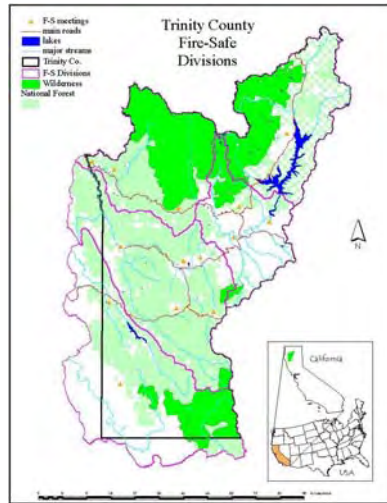 F-S meetings
main roads
lakes
major streams
Trinity Co.
F-S Divisions
Wilderness
National Forest
Trinity County
Fire-Safe
Divisions
N
California
USA